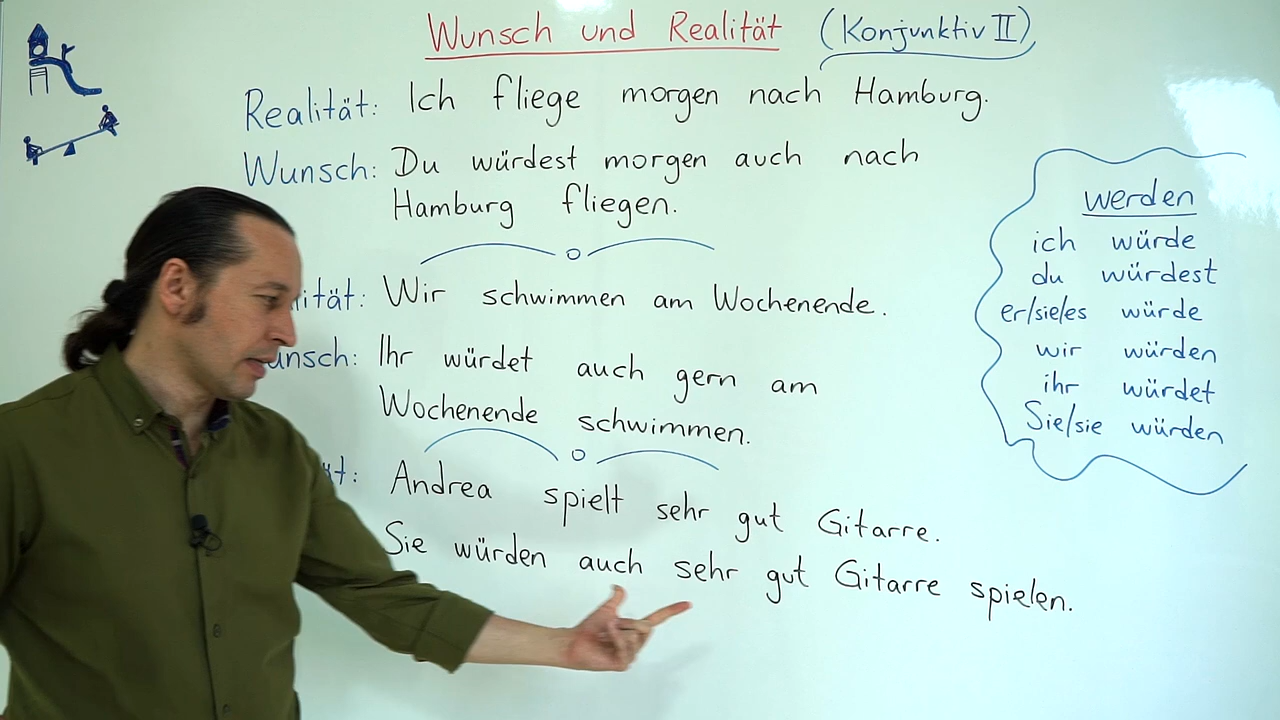 Wunsch und Realität (Konjunktiv II)
Realität: Ich fliege morgen nach Hamburg.
Wunsch: Du würdest morgen auch nach
Hamburg fliegen.
ität: Wir schwimmen am Wochenende.
unsch: Ihr würdet auch gern am
Wochenende schwimmen.
t: Andrea spielt sehr gut Gitarre.
Sie würden auch sehr gut Gitarre spielen.
werden
ich würde
du würdest
er/sie/es würde
wir würden
ihr würdet
Sie/sie würden